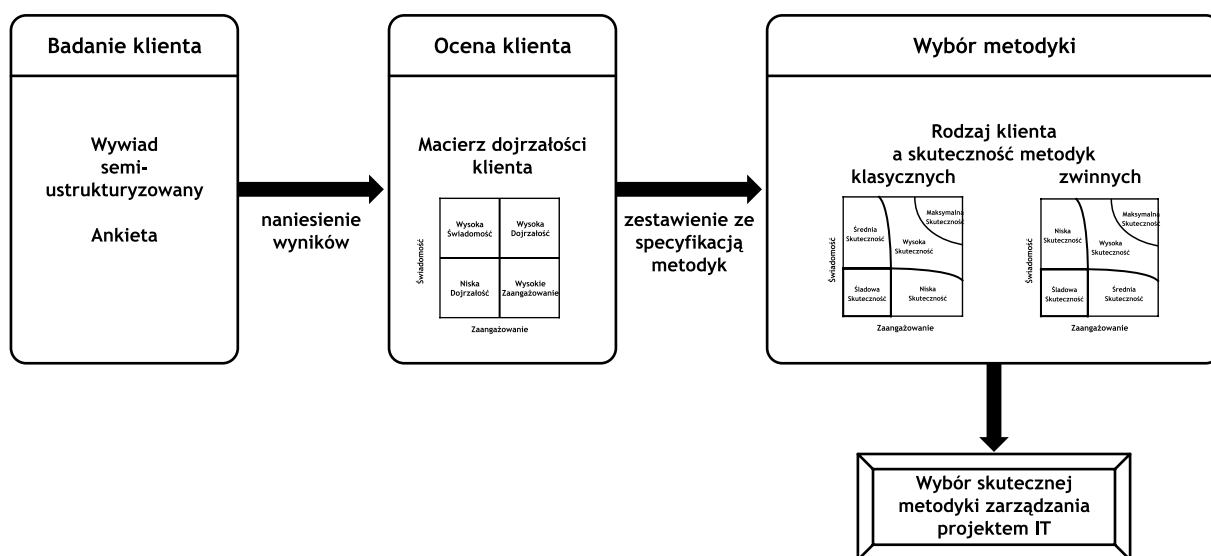 Badanie klienta
Wywiad
semi-
ustrukturyzowany
Ankieta
naniesienie
wyników
Ocena klienta
Macierz dojrzałości
klienta
Świadomość
Wysoka
Świadomość
Wysoka
Dojrzałość
Niska
Dojrzałość
Wysokie
Zaangażowanie
Zaangażowanie
zestawienie ze
specyfikacją
metodyk
Wybór metodyki
Rodzaj klienta
a skuteczność metodyk
klasycznych
Świadomość
Średnia
Skuteczność
Wysoka
Skuteczność
Maksymalna
Skuteczność
Śladowa
Skuteczność
Niska
Skuteczność
Zaangażowanie
zwinnych
Świadomość
Niska
Skuteczność
Wysoka
Skuteczność
Maksymalna
Skuteczność
Śladowa
Skuteczność
Średnia
Skuteczność
Zaangażowanie
Wybór skutecznej
metodyki zarządzania
projektem IT